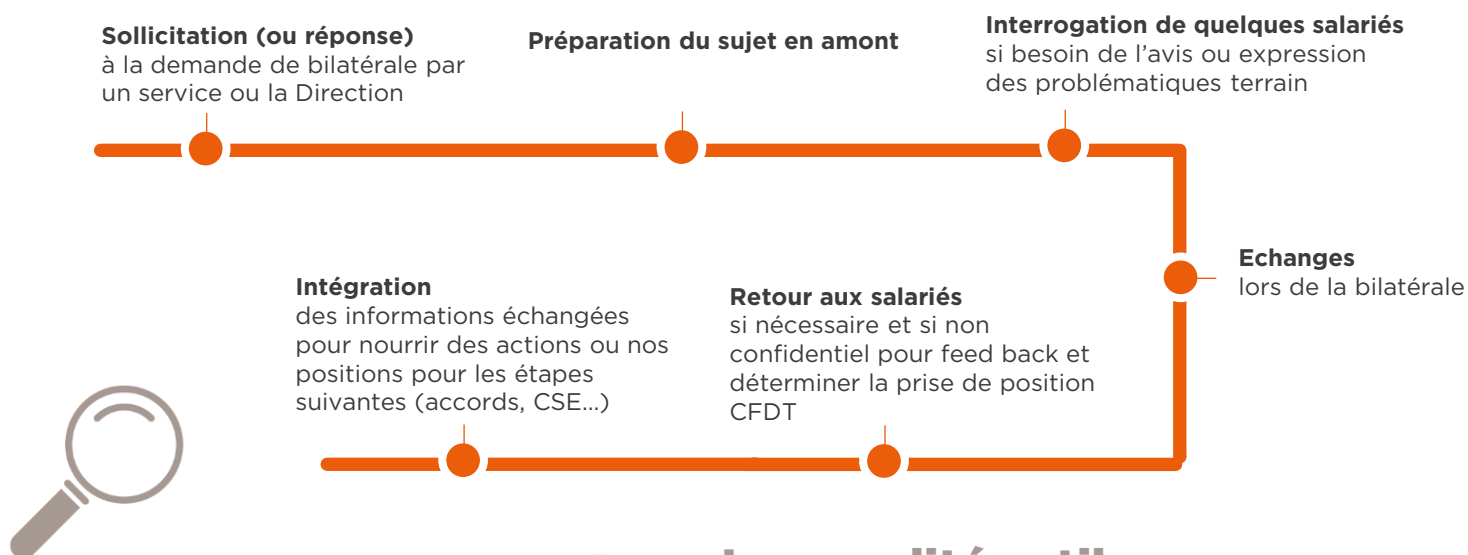 Sollicitation (ou réponse)
à la demande de bilatérale par
un service ou la Direction
Préparation du sujet en amont
Interrogation de quelques salariés
si besoin de l'avis ou expression
des problématiques terrain
Echanges
lors de la bilatérale
Retour aux salariés
si nécessaire et si non
confidentiel pour feed back et
déterminer la prise de position
CFDT
Intégration
des informations échangées
pour nourrir des actions ou nos
positions pour les étapes
suivantes (accords, CSE...)